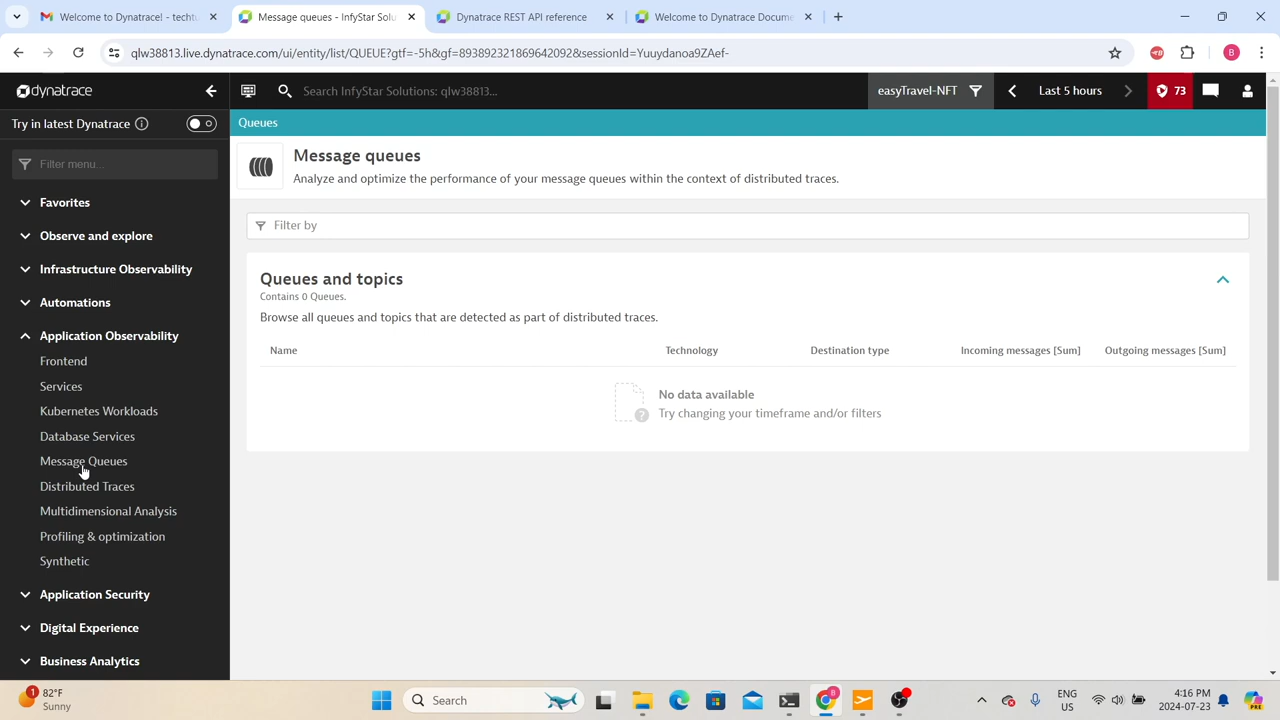 Welcome to Dynatrace! - techt
Message queues - InfyStar Solu
Dynatrace REST API reference
Welcome to Dynatrace Docume
qlw38813.live.dynatrace.com/ui/entity/list/QUEUE?gtf=-5h&gf=893892321869642092&sessionId=Yuuydanoa9ZAef-
B
dynatrace
Search InfyStar Solutions: qlw38813...
easyTravel-NFT
Last 5 hours
73
Try in latest Dynatrace
Queues
Filter menu...
Message queues
Analyze and optimize the performance of your message queues within the context of distributed traces.
Favorites
Filter by
Observe and explore
Infrastructure Observability
Queues and topics
Contains 0 Queues.
Automations
Browse all queues and topics that are detected as part of distributed traces.
Application Observability
Name
Technology
Destination type
Incoming messages [Sum]
Outgoing messages [Sum]
Frontend
Services
No data available
Try changing your timeframe and/or filters
Kubernetes Workloads
Database Services
Message Queues
Distributed Traces
Multidimensional Analysis
Profiling & optimization
Synthetic
Application Security
Digital Experience
Business Analytics
1
82°F
Sunny
Search
B
ENG
US
4:16 PM
2024-07-23
PRE